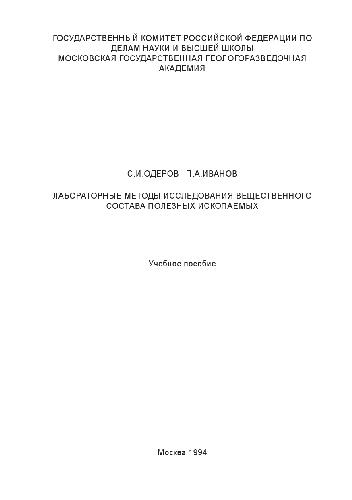 ГОСУДАРСТВЕННЫЙ КОМИТЕТ РОССИЙСКОЙ ФЕДЕРАЦИИ ПО
ДЕЛАМ НАУКИ И ВЫСШЕЙ ШКОЛЫ
МОСКОВСКАЯ ГОСУДАРСТВЕННАЯ ГЕОЛОГОРАЗВЕДОЧНАЯ
АКАДЕМИЯ
С.И.ОДЕРОВ П.А.ИВАНОВ
ЛАБОРАТОРНЫЕ МЕТОДЫ ИССЛЕДОВАНИЯ ВЕЩЕСТВЕННОГО
СОСТАВА ПОЛЕЗНЫХ ИСКОПАЕМЫХ
Учебное пособие
Москва 1994